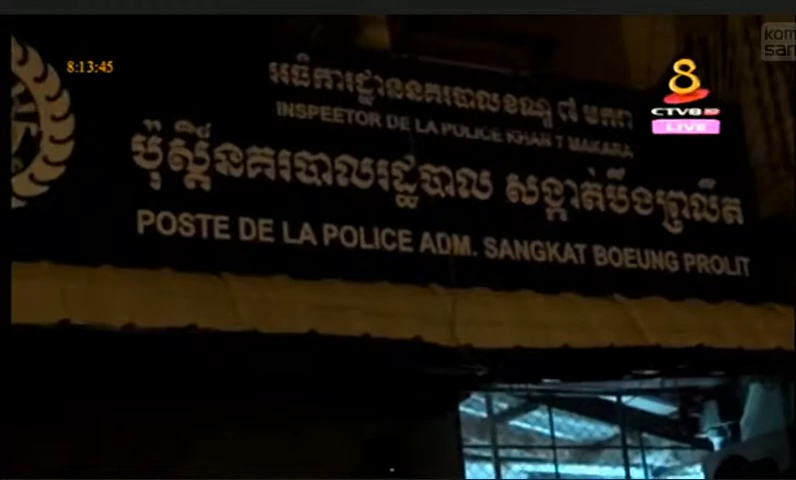 8:13:45
kom
san
8
CTV8 HD
LIVE
អធិការដ្ឋាននគរបាលខណ្ឌ ៧ មករា
INSPEETOR DE LA POLICE KHAN 7 MAKARA
ប៉ុស្តិ៍នគរបាលរដ្ឋបាល សង្កាត់បឹងព្រលឹត
POSTE DE LA POLICE ADM. SANGKAT BOEUNG PROLIT